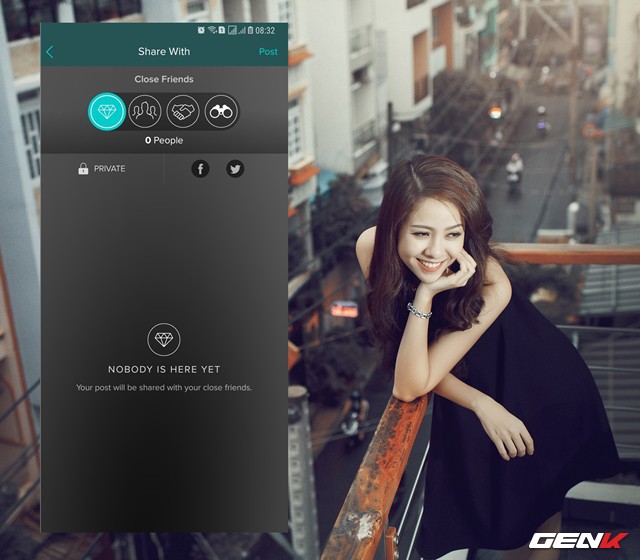 08:32
Share With
Post
Close Friends
0 People
PRIVATE
NOBODY IS HERE YET
Your post will be shared with your close friends.
GENK